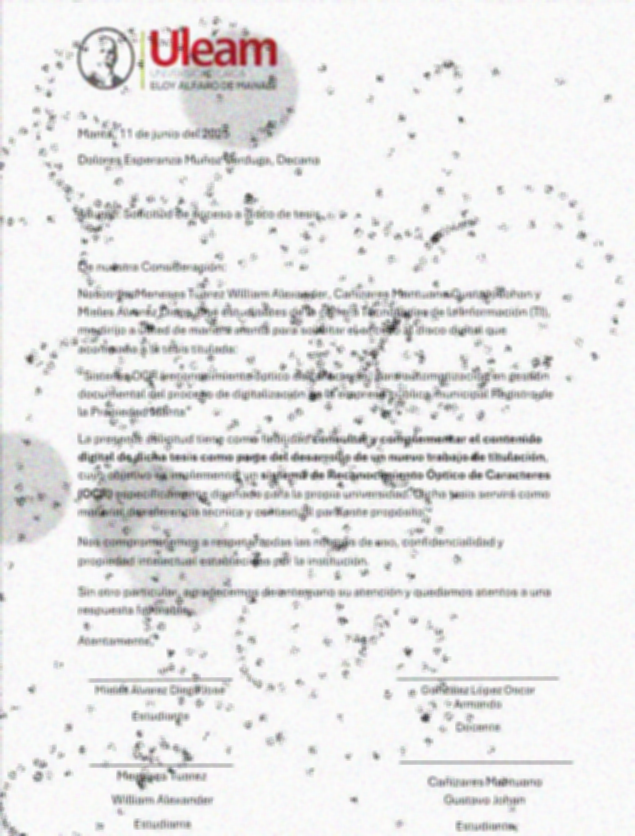 Uleam
ELOY ALFARO DE MANABÍ
Manta, 11 de junio del 2025
Dolores Esperanza Muñoz Verduga, Decana
Solicitud de acceso a disco de tesis
De nuestra Consideración:
Nosotros Meneses Tuarez William Alexander, Cañizares Mantuano Gustavo Johan y
Mieles Alvarez Diego José estudiantes de la carrera Tecnologías de la Información (TI),
me dirijo a usted de manera atenta para solicitar el acceso al disco digital que
acompaña a la tesis titulada:
"Sistema OCR reconocimiento óptico de caracteres para automatización en gestión
documental del proceso de digitalización de la empresa pública municipal Registro de
la Propiedad Manta"
La presente solicitud tiene como finalidad consultar y complementar el contenido
digital de dicha tesis como parte del desarrollo de un nuevo trabajo de titulación,
cuyo objetivo es implementar un sistema de Reconocimiento Óptico de Caracteres
(OCR) específicamente diseñado para la propia universidad. Dicha tesis servirá como
material de referencia técnica y contextual para este propósito.
Nos comprometemos a respetar todas las normas de uso, confidencialidad y
propiedad intelectual establecidas por la institución.
Sin otro particular, agradecemos de antemano su atención y quedamos atentos a una
respuesta favorable.
Atentamente,
Mieles Alvarez Diego José
Estudiante
González López Oscar
Armando
Docente
Meneses Tuarez
William Alexander
Estudiante
Cañizares Mantuano
Gustavo Johan
Estudiante